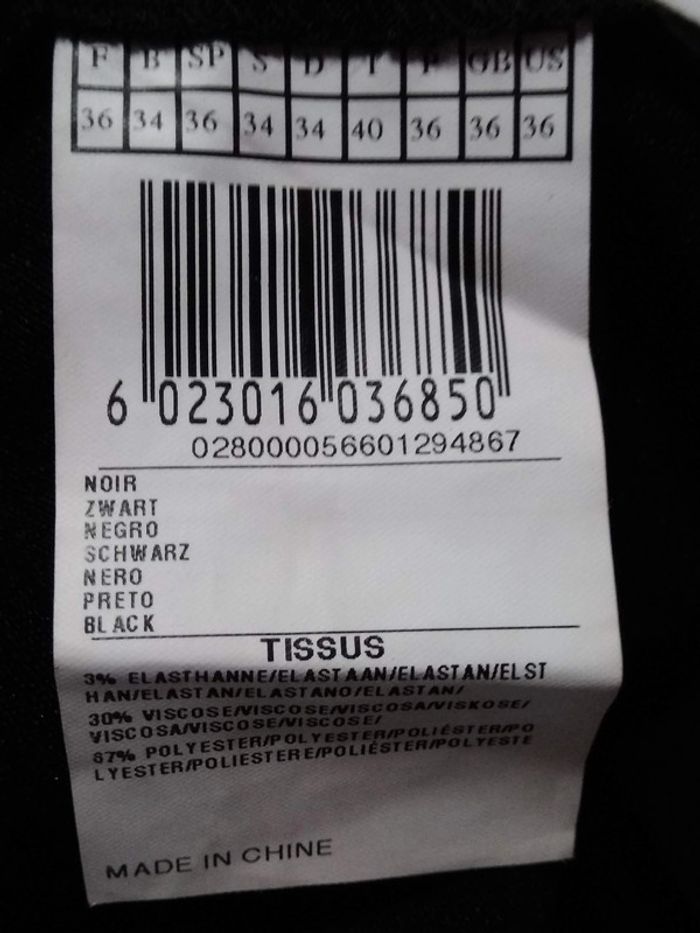 F B SP S D I P GB US
36 34 36 34 34 40 36 36 36
6 023016 036850
028000056601294867
NOIR
ZWART
NEGRO
SCHWARZ
NERO
PRETO
BLACK
TISSUS
3% ELASTHANNE/ELASTAAN/ELASTAN/ELST
HAN/ELASTAN/ELASTANO/ELASTAN/
30% VISCOSE/VISCOSE/VISCOSA/VISKOSE/
VISCOSA/VISCOSE/VISCOSE/
67% POLYESTER/POLYESTER/POLIÉSTER/PO
LYESTER/POLIESTERE/POLIÉSTER/POLYESTE
MADE IN CHINE